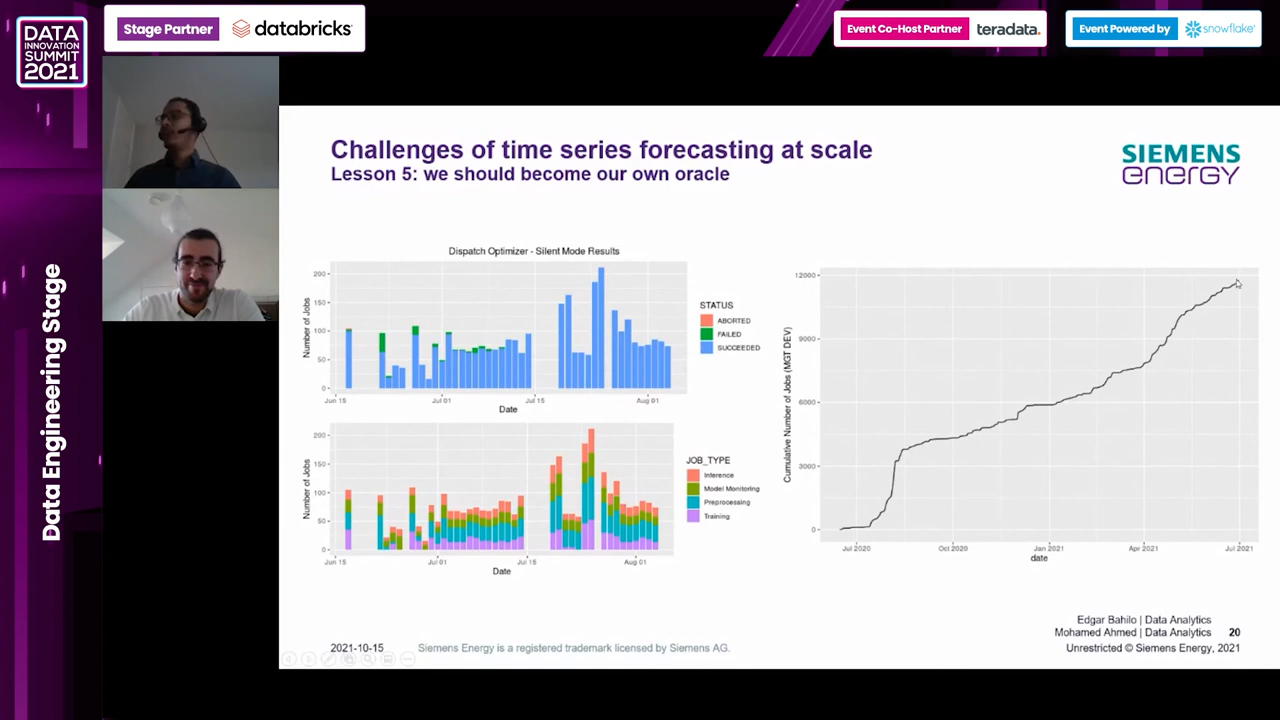 DATA
INNOVATION
SUMMIT
2021
Stage Partner
databricks
Event Co-Host Partner
teradata.
Event Powered by
snowflake
Data Engineering Stage
Challenges of time series forecasting at scale
Lesson 5: we should become our own oracle
SIEMENS
energy
Dispatch Optimizer - Silent Mode Results
Number of Jobs
200
150
100
50
0
Jun 15
Jul 01
Jul 15
Aug 01
Date
STATUS
ABORTED
FAILED
SUCCEEDED
Number of Jobs
200
150
100
50
0
Jun 15
Jul 01
Jul 15
Aug 01
Date
JOB_TYPE
Inference
Model Monitoring
Preprocessing
Training
Cumulative Number of Jobs (MGT DEV)
12000
9000
6000
3000
0
Jul 2020
Oct 2020
Jan 2021
Apr 2021
Jul 2021
date
Edgar Bahilo | Data Analytics
Mohamed Ahmed | Data Analytics 20
2021-10-15
Siemens Energy is a registered trademark licensed by Siemens AG.
Unrestricted © Siemens Energy, 2021